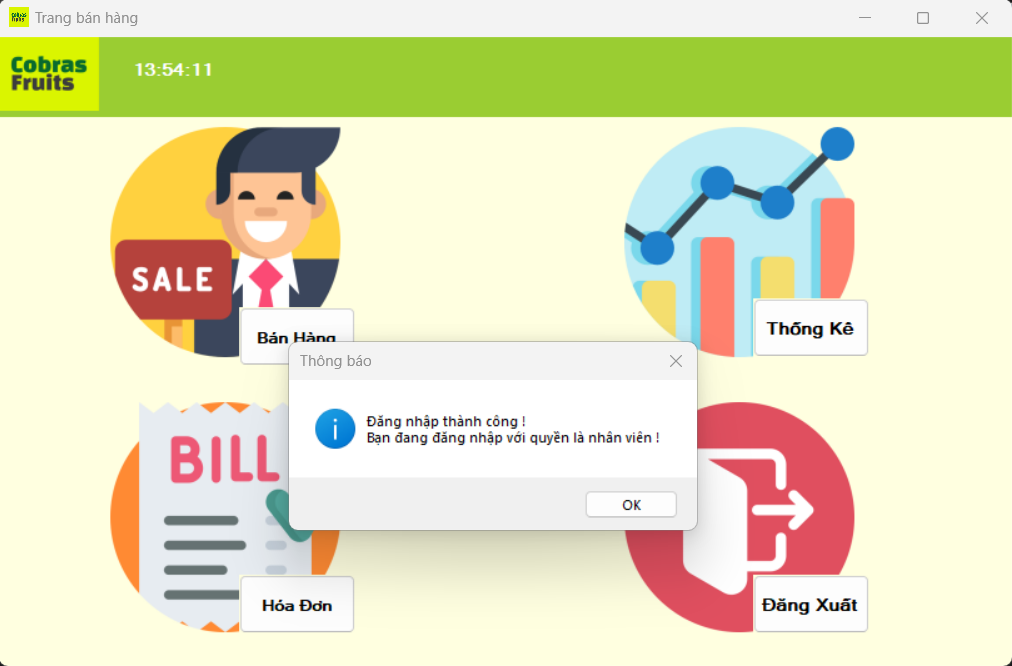 Trang bán hàng
Cobras
Fruits
13:54:11
SALE
Bán Hàng
Thống Kê
Thông báo
Đăng nhập thành công !
Bạn đang đăng nhập với quyền là nhân viên !
OK
BILL
Hóa Đơn
Đăng Xuất